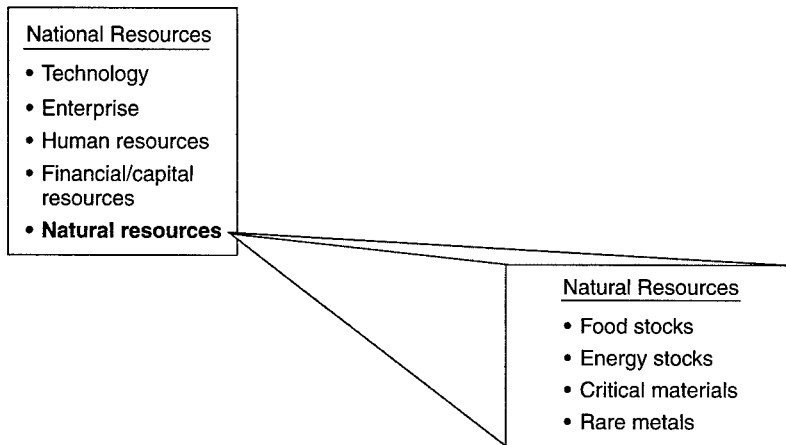 National Resources
• Technology
• Enterprise
• Human resources
• Financial/capital
resources
• Natural resources
Natural Resources
• Food stocks
• Energy stocks
• Critical materials
• Rare metals